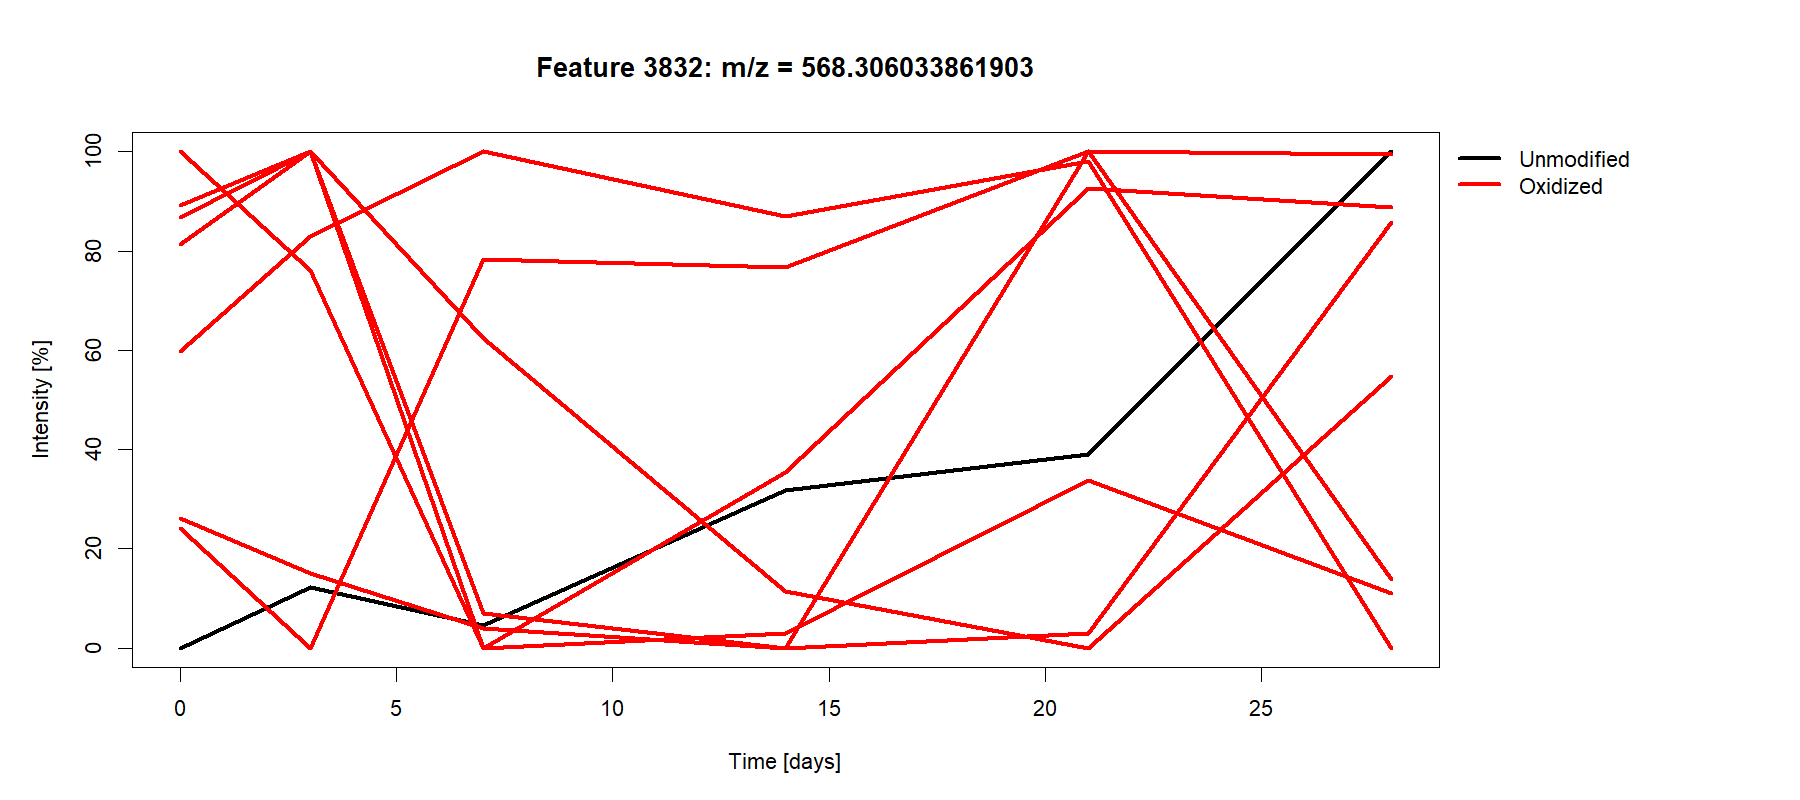 Feature 3832: m/z = 568.306033861903
Unmodified
Oxidized
Intensity [%]
100
80
60
40
20
0
0 5 10 15 20 25
Time [days]